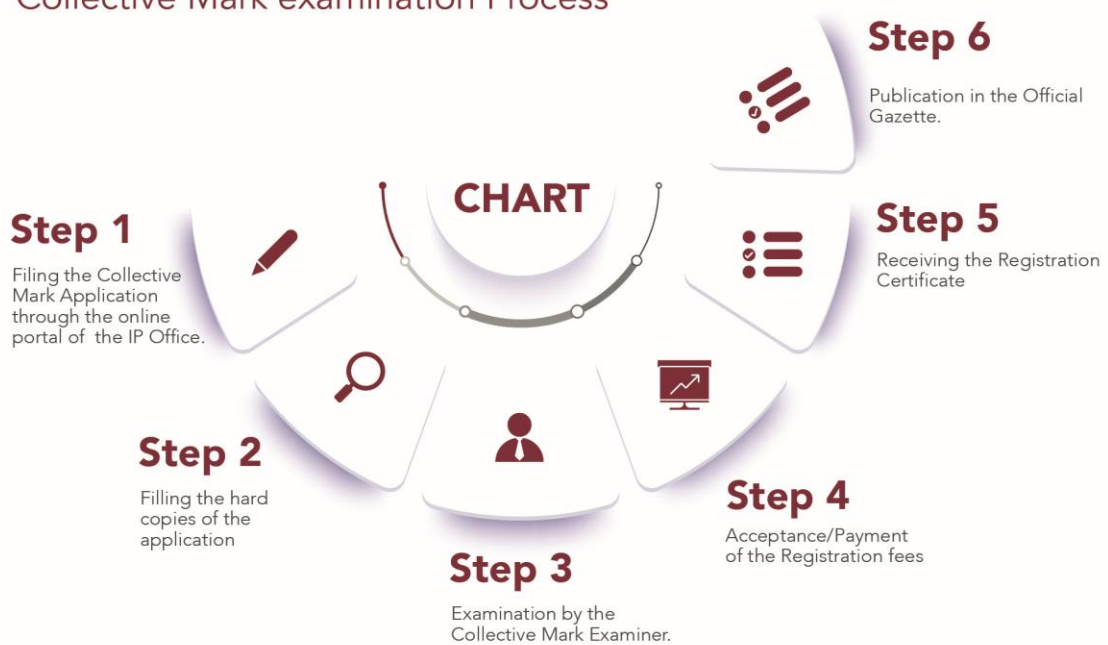 Collective Mark examination Process
CHART
Step 1
Filing the Collective
Mark Application
through the online
portal of the IP Office.
Step 2
Filling the hard
copies of the
application
Step 3
Examination by the
Collective Mark Examiner.
Step 4
Acceptance/Payment
of the Registration fees
Step 5
Receiving the Registration
Certificate
Step 6
Publication in the Official
Gazette.